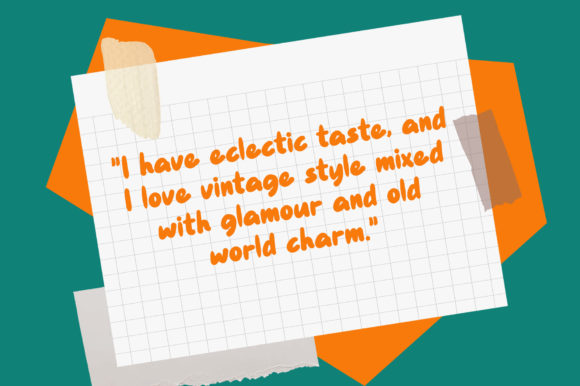 "I have eclectic taste, and
I love vintage style mixed
with glamour and old
world charm."